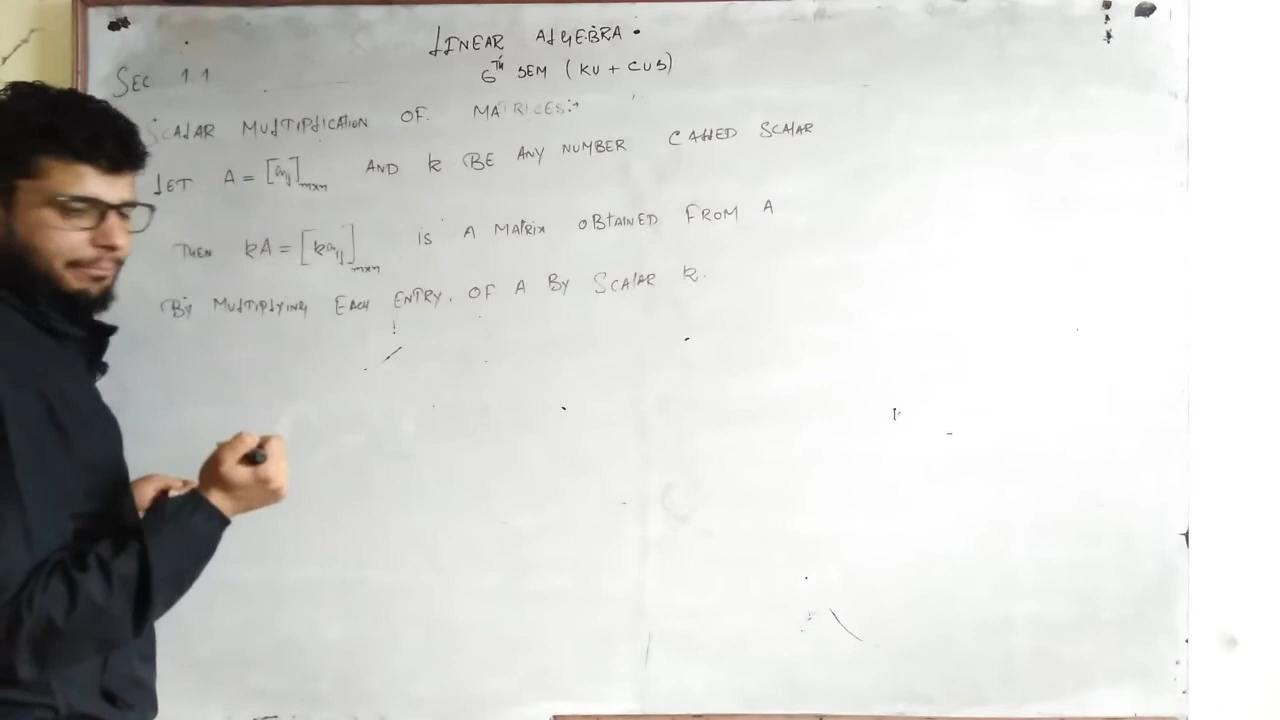 LINEAR ALGEBRA
6TH SEM (KU + CUS)
SEC 1.1
SCALAR MULTIPLICATION OF MATRICES:→
LET A = [aij]m×n AND k BE ANY NUMBER CALLED SCALAR
THEN kA = [kaij]m×n IS A MATRIX OBTAINED FROM A
BY MULTIPLYING EACH ENTRY. OF A BY SCALAR k.